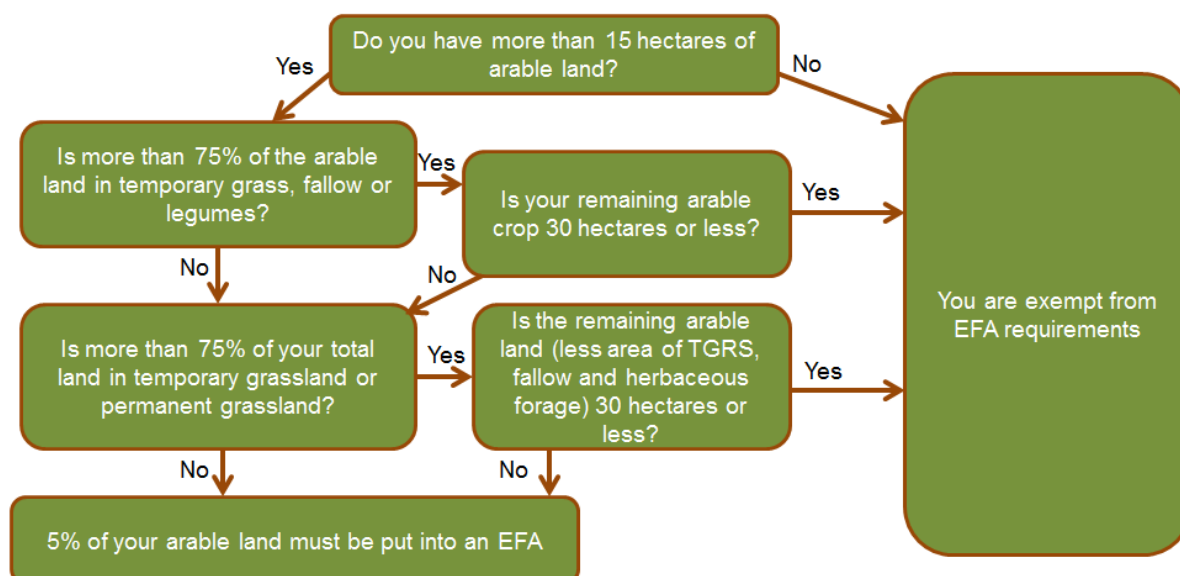 Do you have more than 15 hectares of
arable land?
Yes
No
Is more than 75% of the arable
land in temporary grass, fallow or
legumes?
Yes
Is your remaining arable
crop 30 hectares or less?
Yes
No
No
You are exempt from
EFA requirements
Is more than 75% of your total
land in temporary grassland or
permanent grassland?
Yes
Is the remaining arable
land (less area of TGRS,
fallow and herbaceous
forage) 30 hectares or
less?
Yes
No
No
5% of your arable land must be put into an EFA